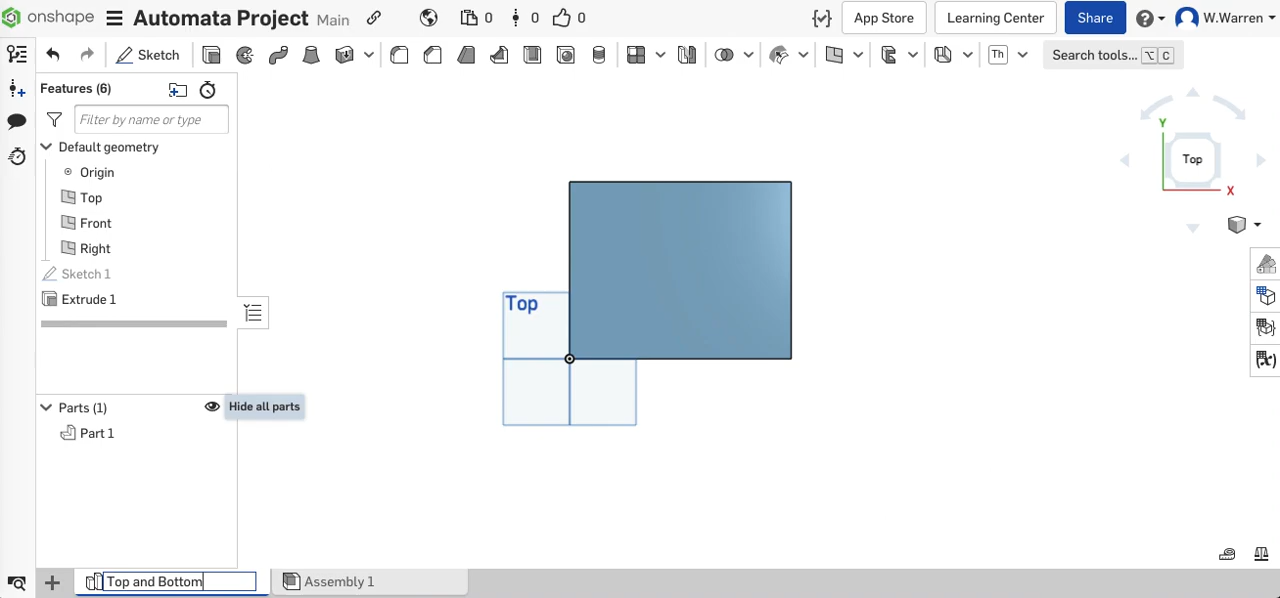 onshape Automata Project Main 0 0 0 App Store Learning Center Share W.Warren
Sketch Th Search tools... ⌥ C
Features (6)
Filter by name or type
Default geometry
Origin
Top
Front
Right
Sketch 1
Extrude 1
Parts (1)
Hide all parts
Part 1
Top
Y
Top
X
(x)
Top and Bottom Assembly 1